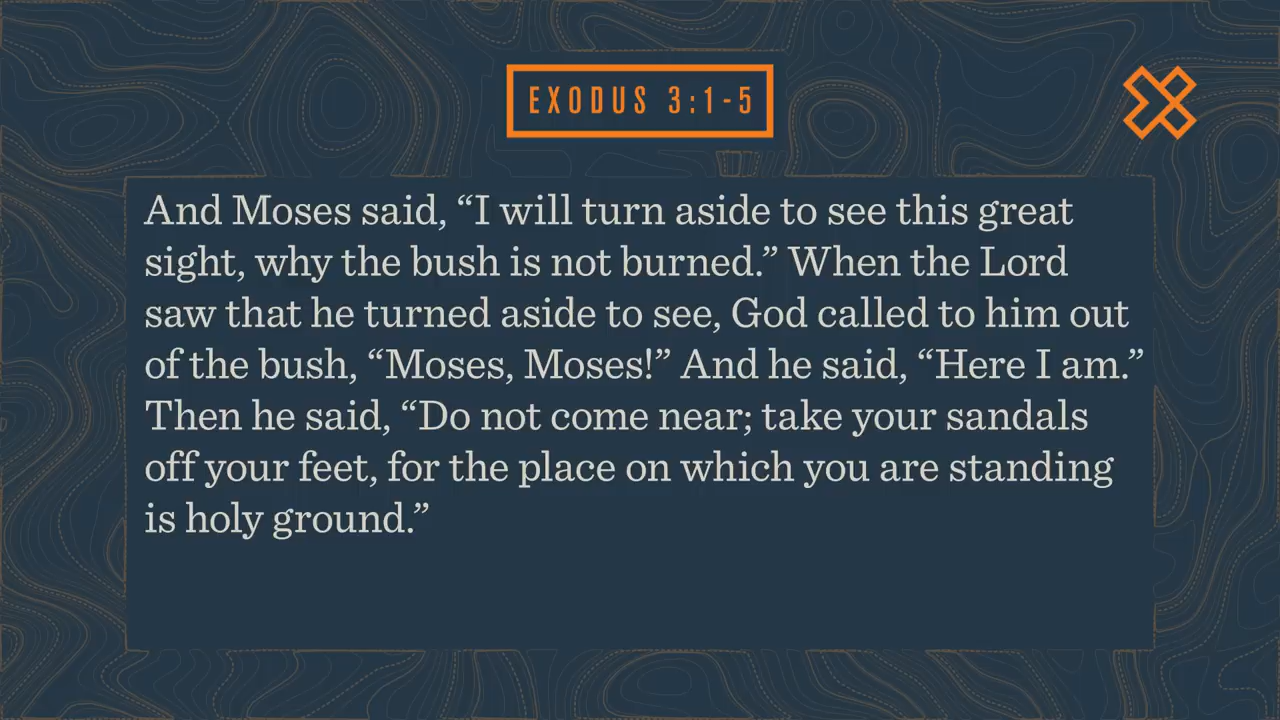 EXODUS 3:1-5
And Moses said, “I will turn aside to see this great
sight, why the bush is not burned.” When the Lord
saw that he turned aside to see, God called to him out
of the bush, “Moses, Moses!” And he said, “Here I am.”
Then he said, “Do not come near; take your sandals
off your feet, for the place on which you are standing
is holy ground.”